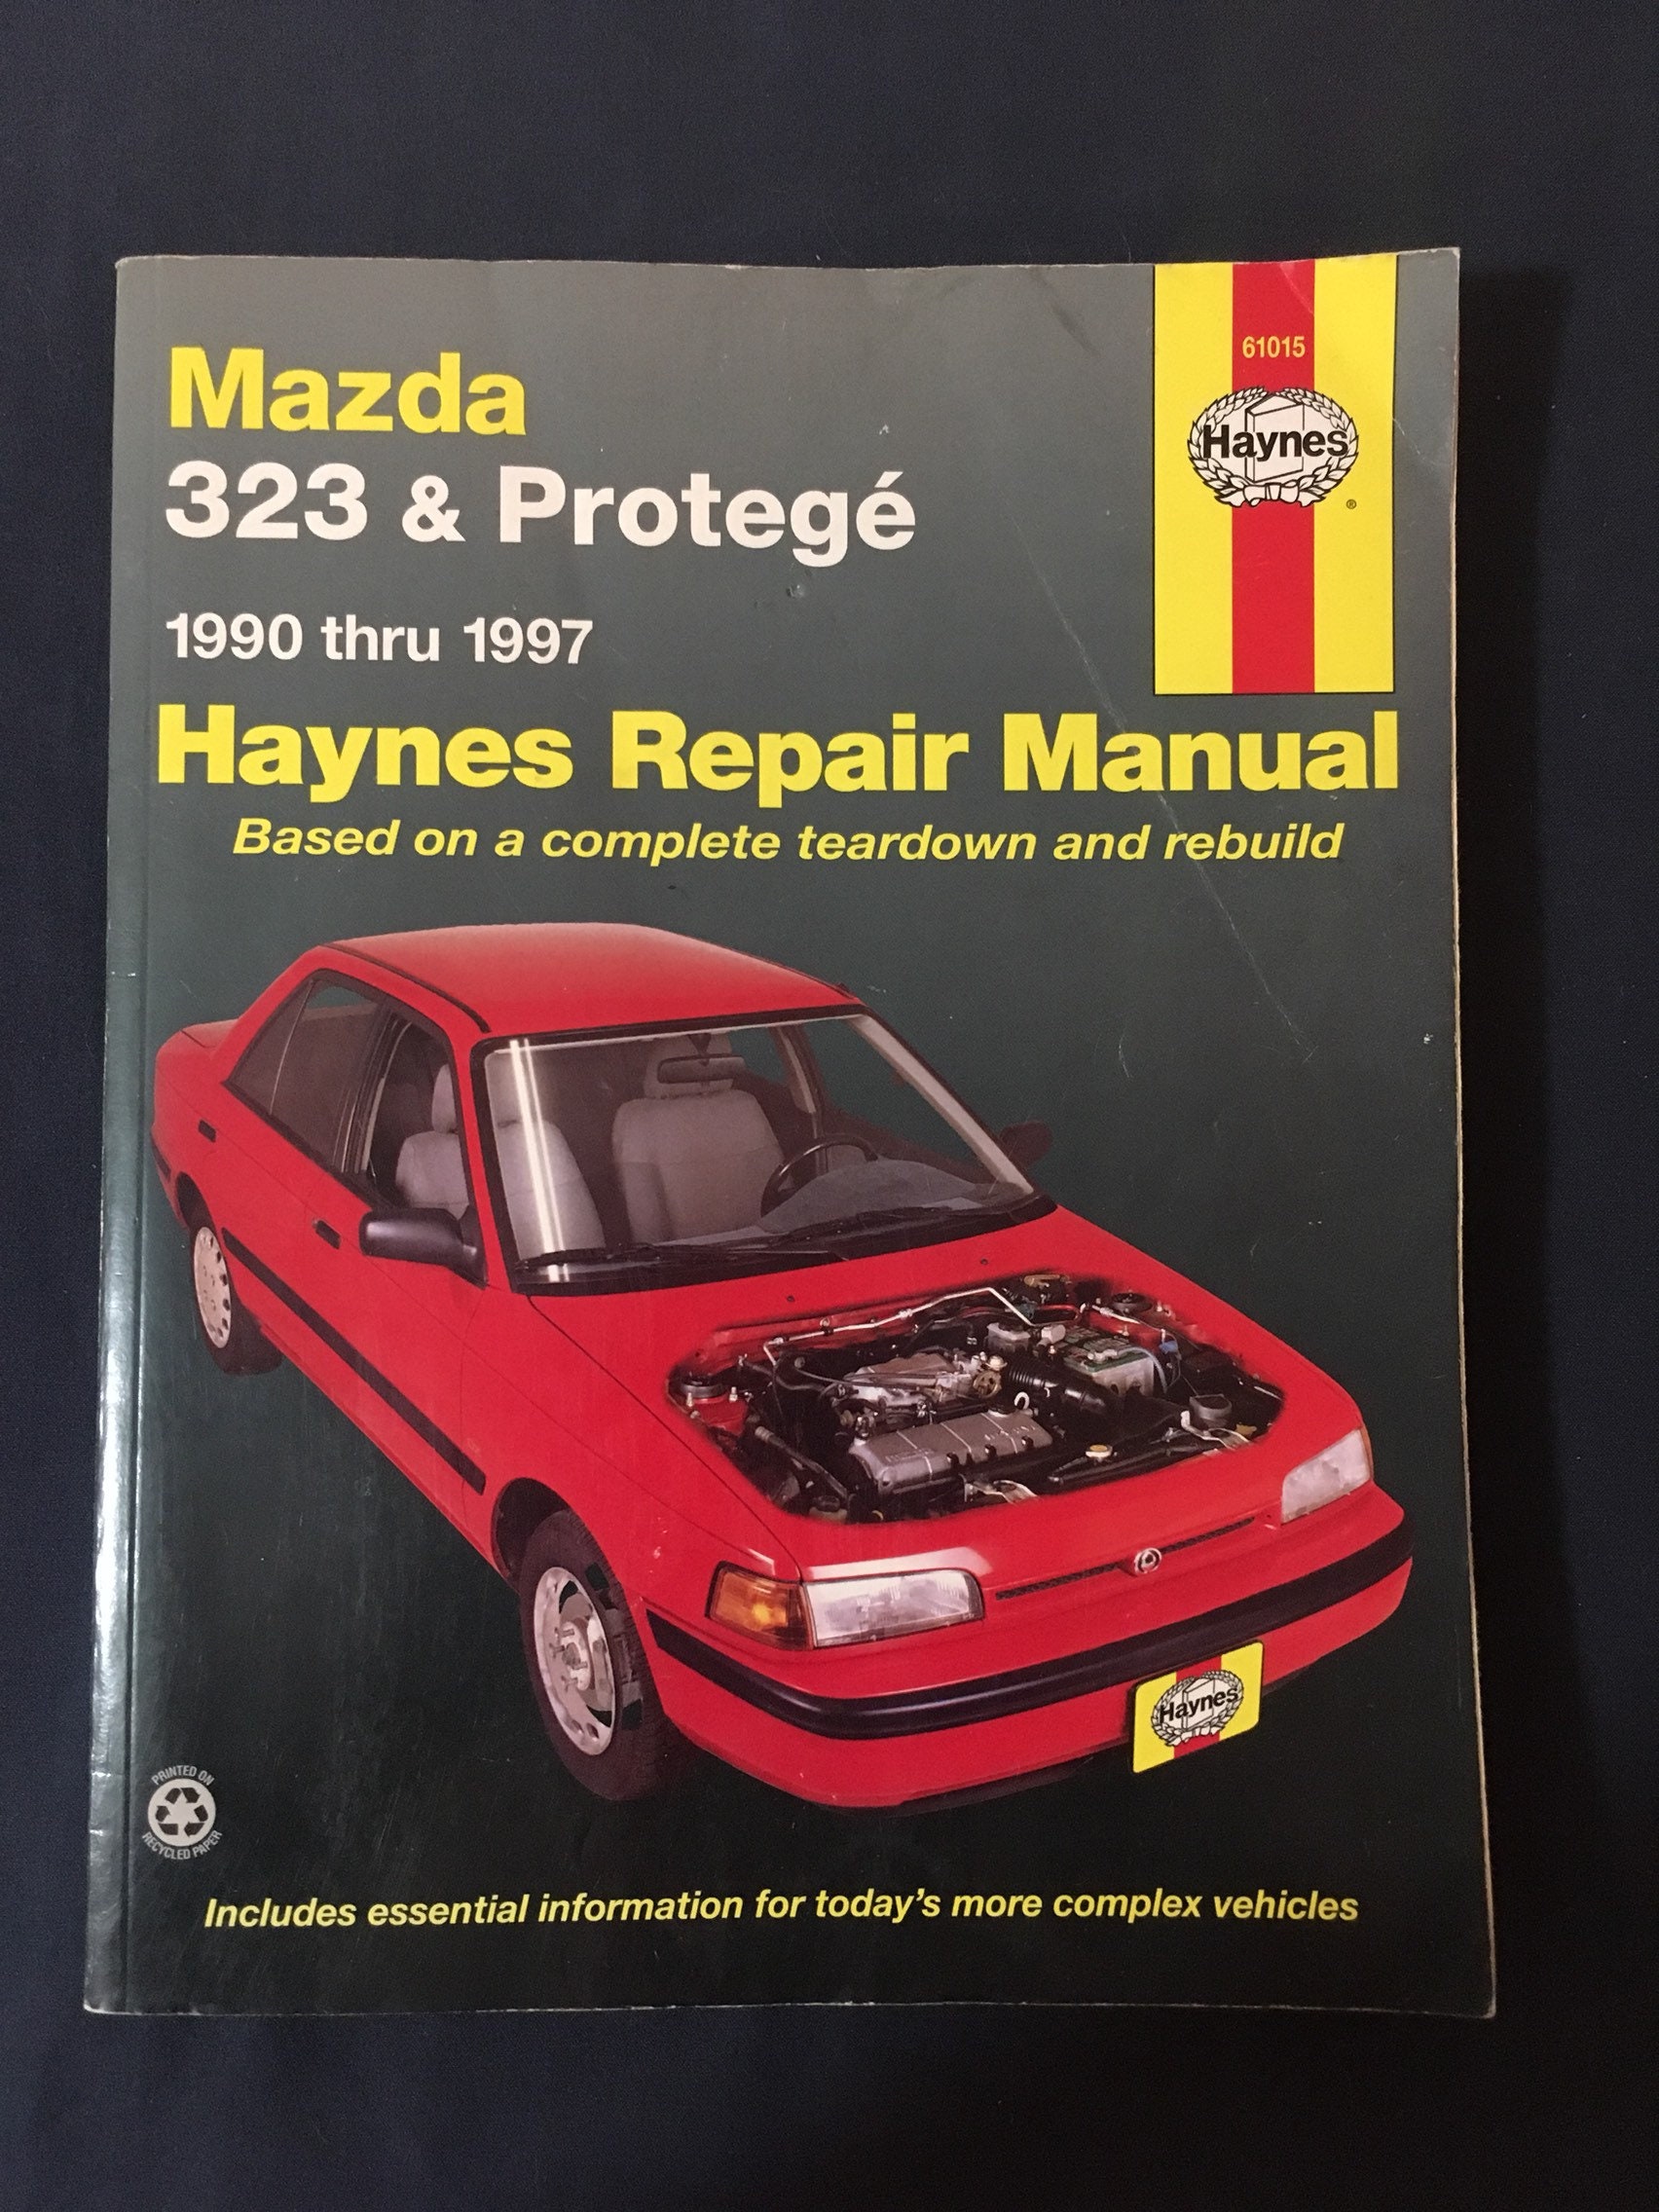 61015
Haynes
®
Mazda
323 & Protegé
1990 thru 1997
Haynes Repair Manual
Based on a complete teardown and rebuild
Haynes
PRINTED ON
RECYCLED PAPER
Includes essential information for today's more complex vehicles